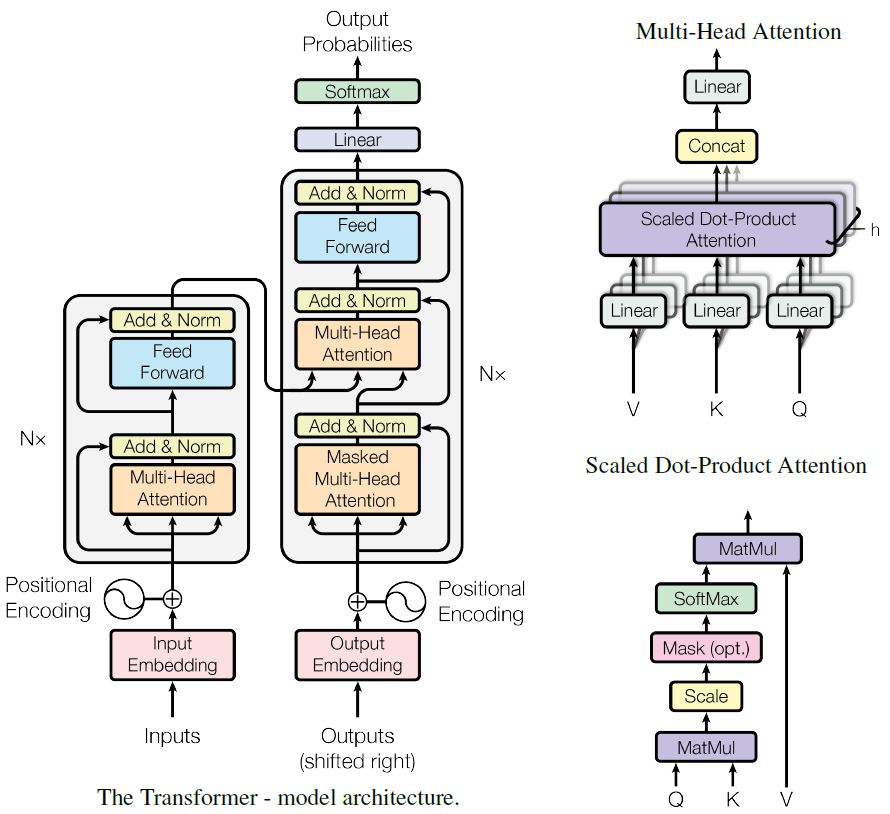 Output
Probabilities
Softmax
Linear
Add & Norm
Feed
Forward
Add & Norm
Multi-Head
Attention
Add & Norm
Masked
Multi-Head
Attention
Nx
Add & Norm
Feed
Forward
Add & Norm
Multi-Head
Attention
Nx
Positional
Encoding
Positional
Encoding
Input
Embedding
Output
Embedding
Inputs
Outputs
(shifted right)
The Transformer - model architecture.
Multi-Head Attention
Linear
Concat
Scaled Dot-Product
Attention
h
Linear
Linear
Linear
V
K
Q
Scaled Dot-Product Attention
MatMul
SoftMax
Mask (opt.)
Scale
MatMul
Q
K
V